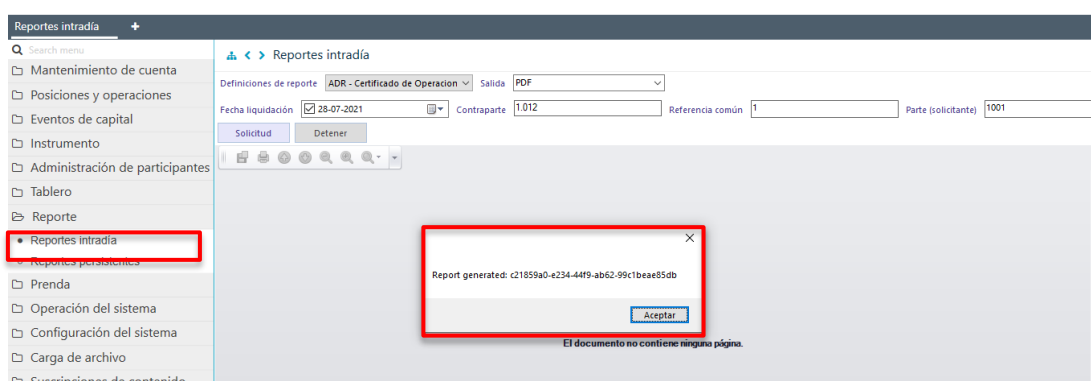 Reportes intradía +
Search menu
Mantenimiento de cuenta
Posiciones y operaciones
Eventos de capital
Instrumento
Administración de participantes
Tablero
Reporte
Reportes intradía
Reportes persistentes
Prenda
Operación del sistema
Configuración del sistema
Carga de archivo
Suscripciones de contenido
Reportes intradía
Definiciones de reporte ADR - Certificado de Operacion Salida PDF
Fecha liquidación 28-07-2021 Contraparte 1.012 Referencia común 1 Parte (solicitante) 1001
Solicitud Detener
Report generated: c21859a0-e234-44f9-ab62-99c1beae85db
Aceptar
El documento no contiene ninguna página.